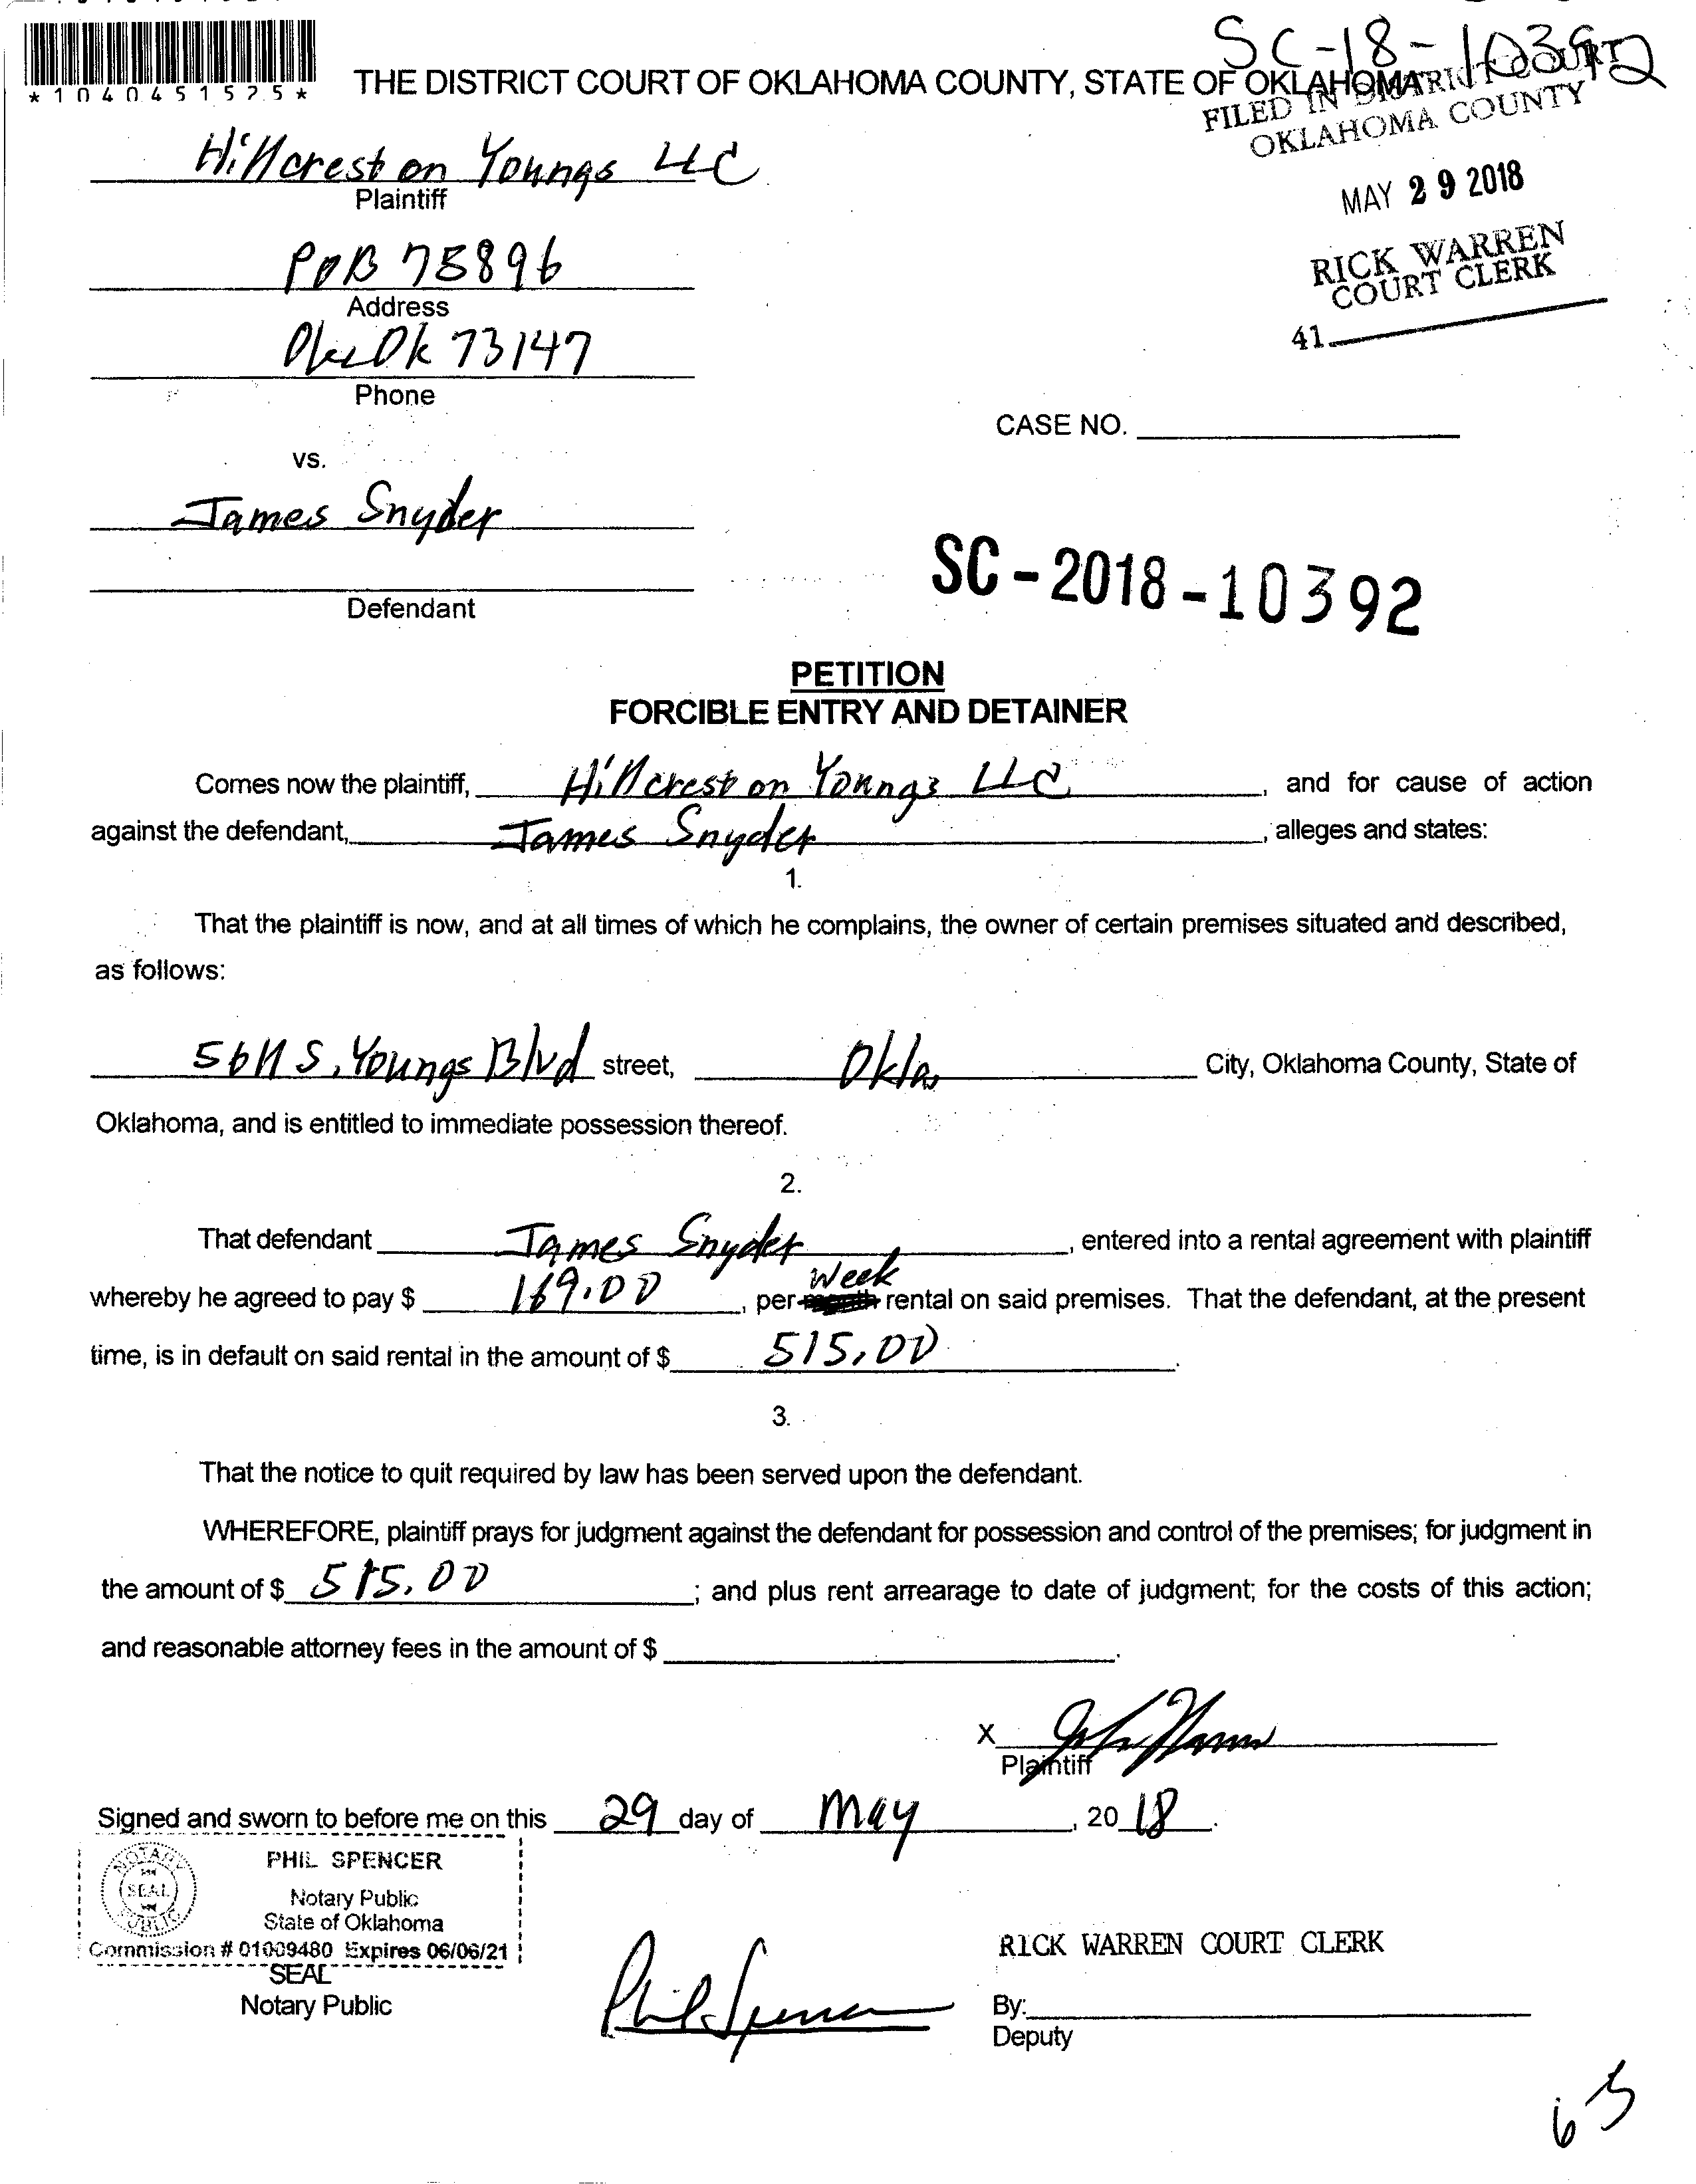 SC-18-10392
*1040451525*
THE DISTRICT COURT OF OKLAHOMA COUNTY, STATE OF OKLAHOMA
FILED IN DISTRICT COURT
OKLAHOMA COUNTY
Hillcrest on Youngs LLC
Plaintiff
MAY 29 2018
POB 75896
Address
RICK WARREN
COURT CLERK
41
Okc Ok 73147
Phone
CASE NO.
vs.
James Snyder
Defendant
SC-2018-10392
PETITION
FORCIBLE ENTRY AND DETAINER
Comes now the plaintiff, Hillcrest on Youngs LLC, and for cause of action
against the defendant, James Snyder, alleges and states:
1.
That the plaintiff is now, and at all times of which he complains, the owner of certain premises situated and described,
as follows:
S. Youngs Blvd street, Okla. City, Oklahoma County, State of
Oklahoma, and is entitled to immediate possession thereof.
2.
That defendant James Snyder, entered into a rental agreement with plaintiff
Week
whereby he agreed to pay $ 169.00, per month rental on said premises. That the defendant, at the present
time, is in default on said rental in the amount of $ 515.00.
3.
That the notice to quit required by law has been served upon the defendant.
WHEREFORE, plaintiff prays for judgment against the defendant for possession and control of the premises; for judgment in
the amount of $ 515.00; and plus rent arrearage to date of judgment; for the costs of this action;
and reasonable attorney fees in the amount of $.
X
Plaintiff
Signed and sworn to before me on this 29 day of May, 2018.
NOTARY
SEAL
PUBLIC
PHIL SPENCER
Notary Public
State of Oklahoma
Commission # 01009480 Expires 06/06/21
SEAL
Notary Public
Phil Spencer
RICK WARREN COURT CLERK
By:
Deputy